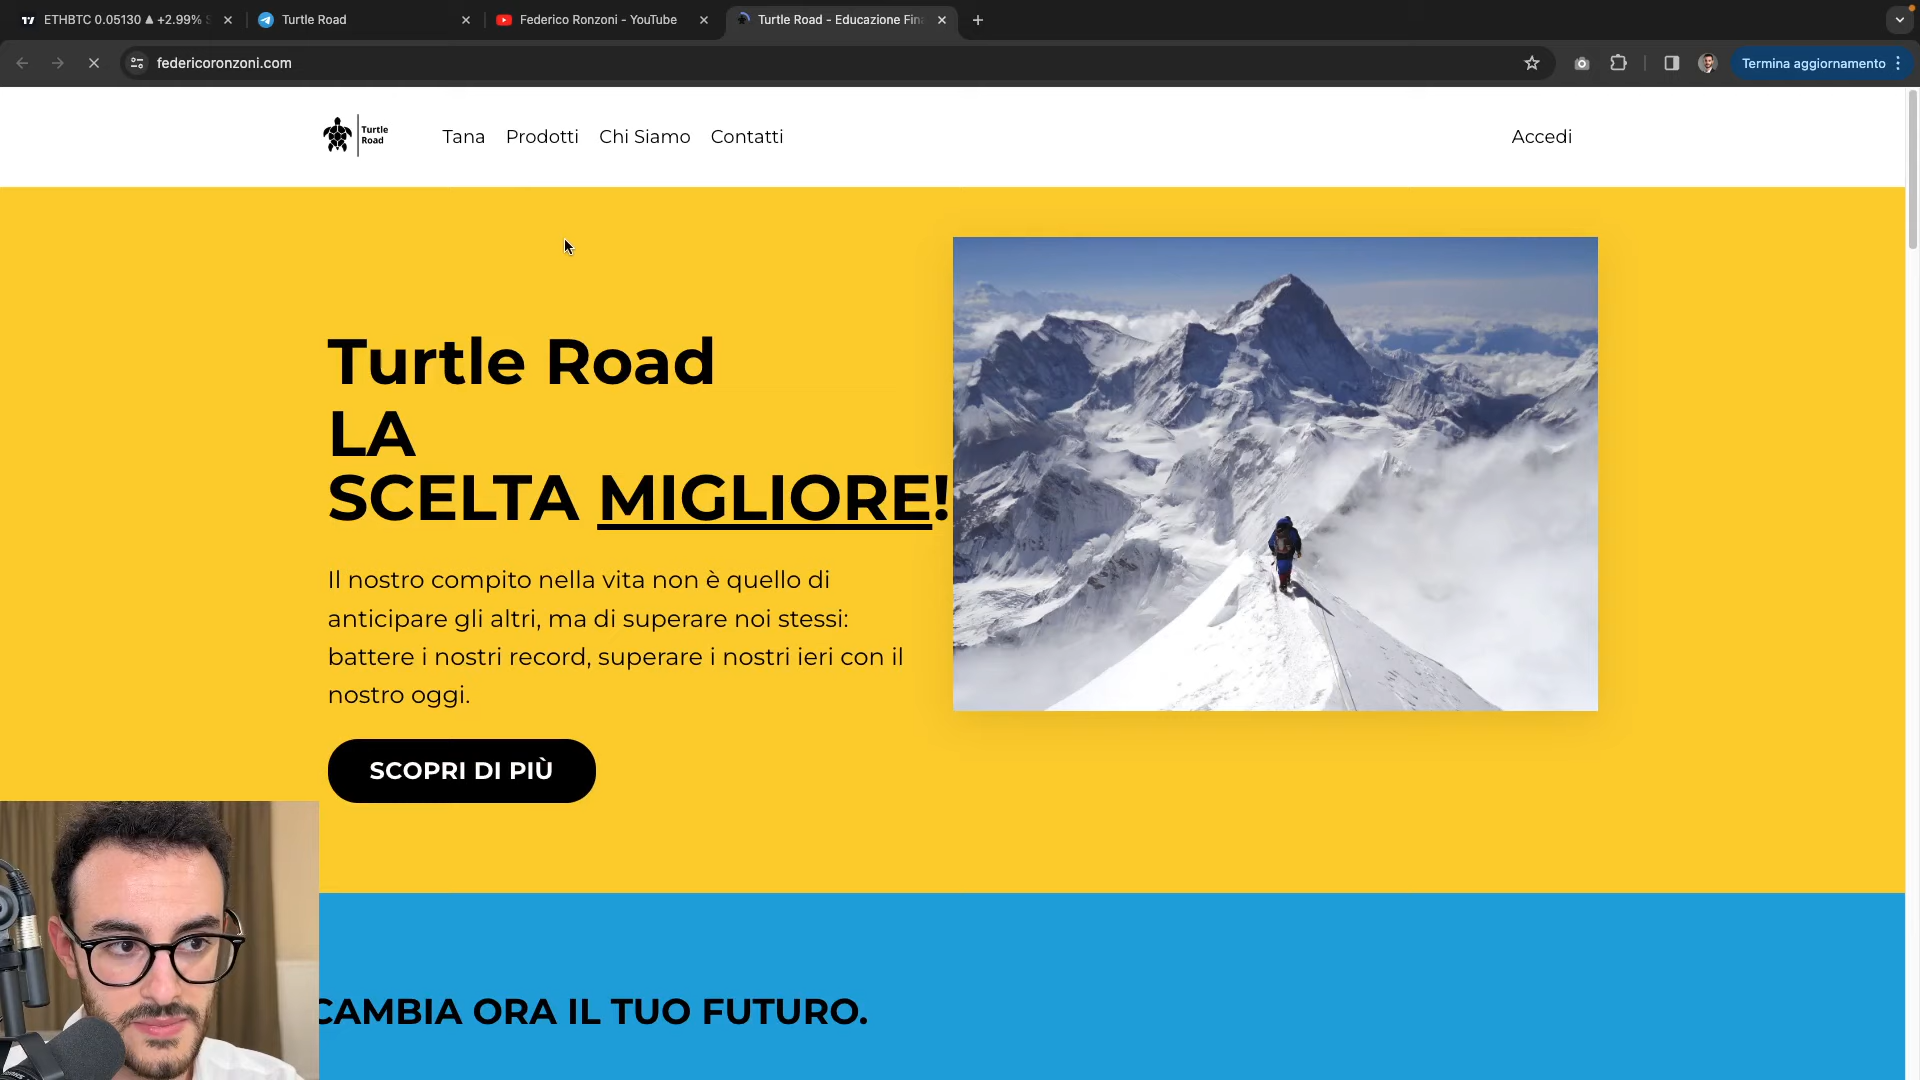 ETHBTC 0.05130 ▲ +2.99%
Turtle Road
Federico Ronzoni - YouTube
Turtle Road - Educazione Fin
federicoronzoni.com
Termina aggiornamento
Turtle
Road
Tana
Prodotti
Chi Siamo
Contatti
Accedi
Turtle Road
LA
SCELTA MIGLIORE!
Il nostro compito nella vita non è quello di
anticipare gli altri, ma di superare noi stessi:
battere i nostri record, superare i nostri ieri con il
nostro oggi.
SCOPRI DI PIÙ
CAMBIA ORA IL TUO FUTURO.